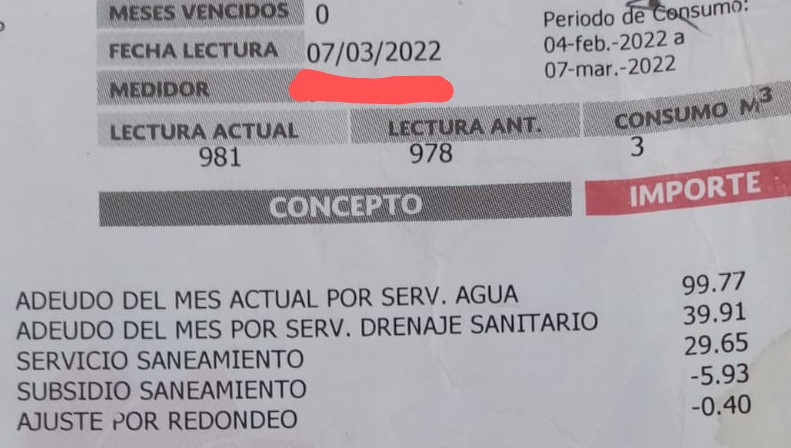 MESES VENCIDOS 0
Periodo de Consumo:
FECHA LECTURA 07/03/2022
04-feb.-2022 a
07-mar.-2022
MEDIDOR
LECTURA ACTUAL LECTURA ANT. CONSUMO M3
981 978 3
CONCEPTO IMPORTE
ADEUDO DEL MES ACTUAL POR SERV. AGUA 99.77
ADEUDO DEL MES POR SERV. DRENAJE SANITARIO 39.91
SERVICIO SANEAMIENTO 29.65
SUBSIDIO SANEAMIENTO -5.93
AJUSTE POR REDONDEO -0.40